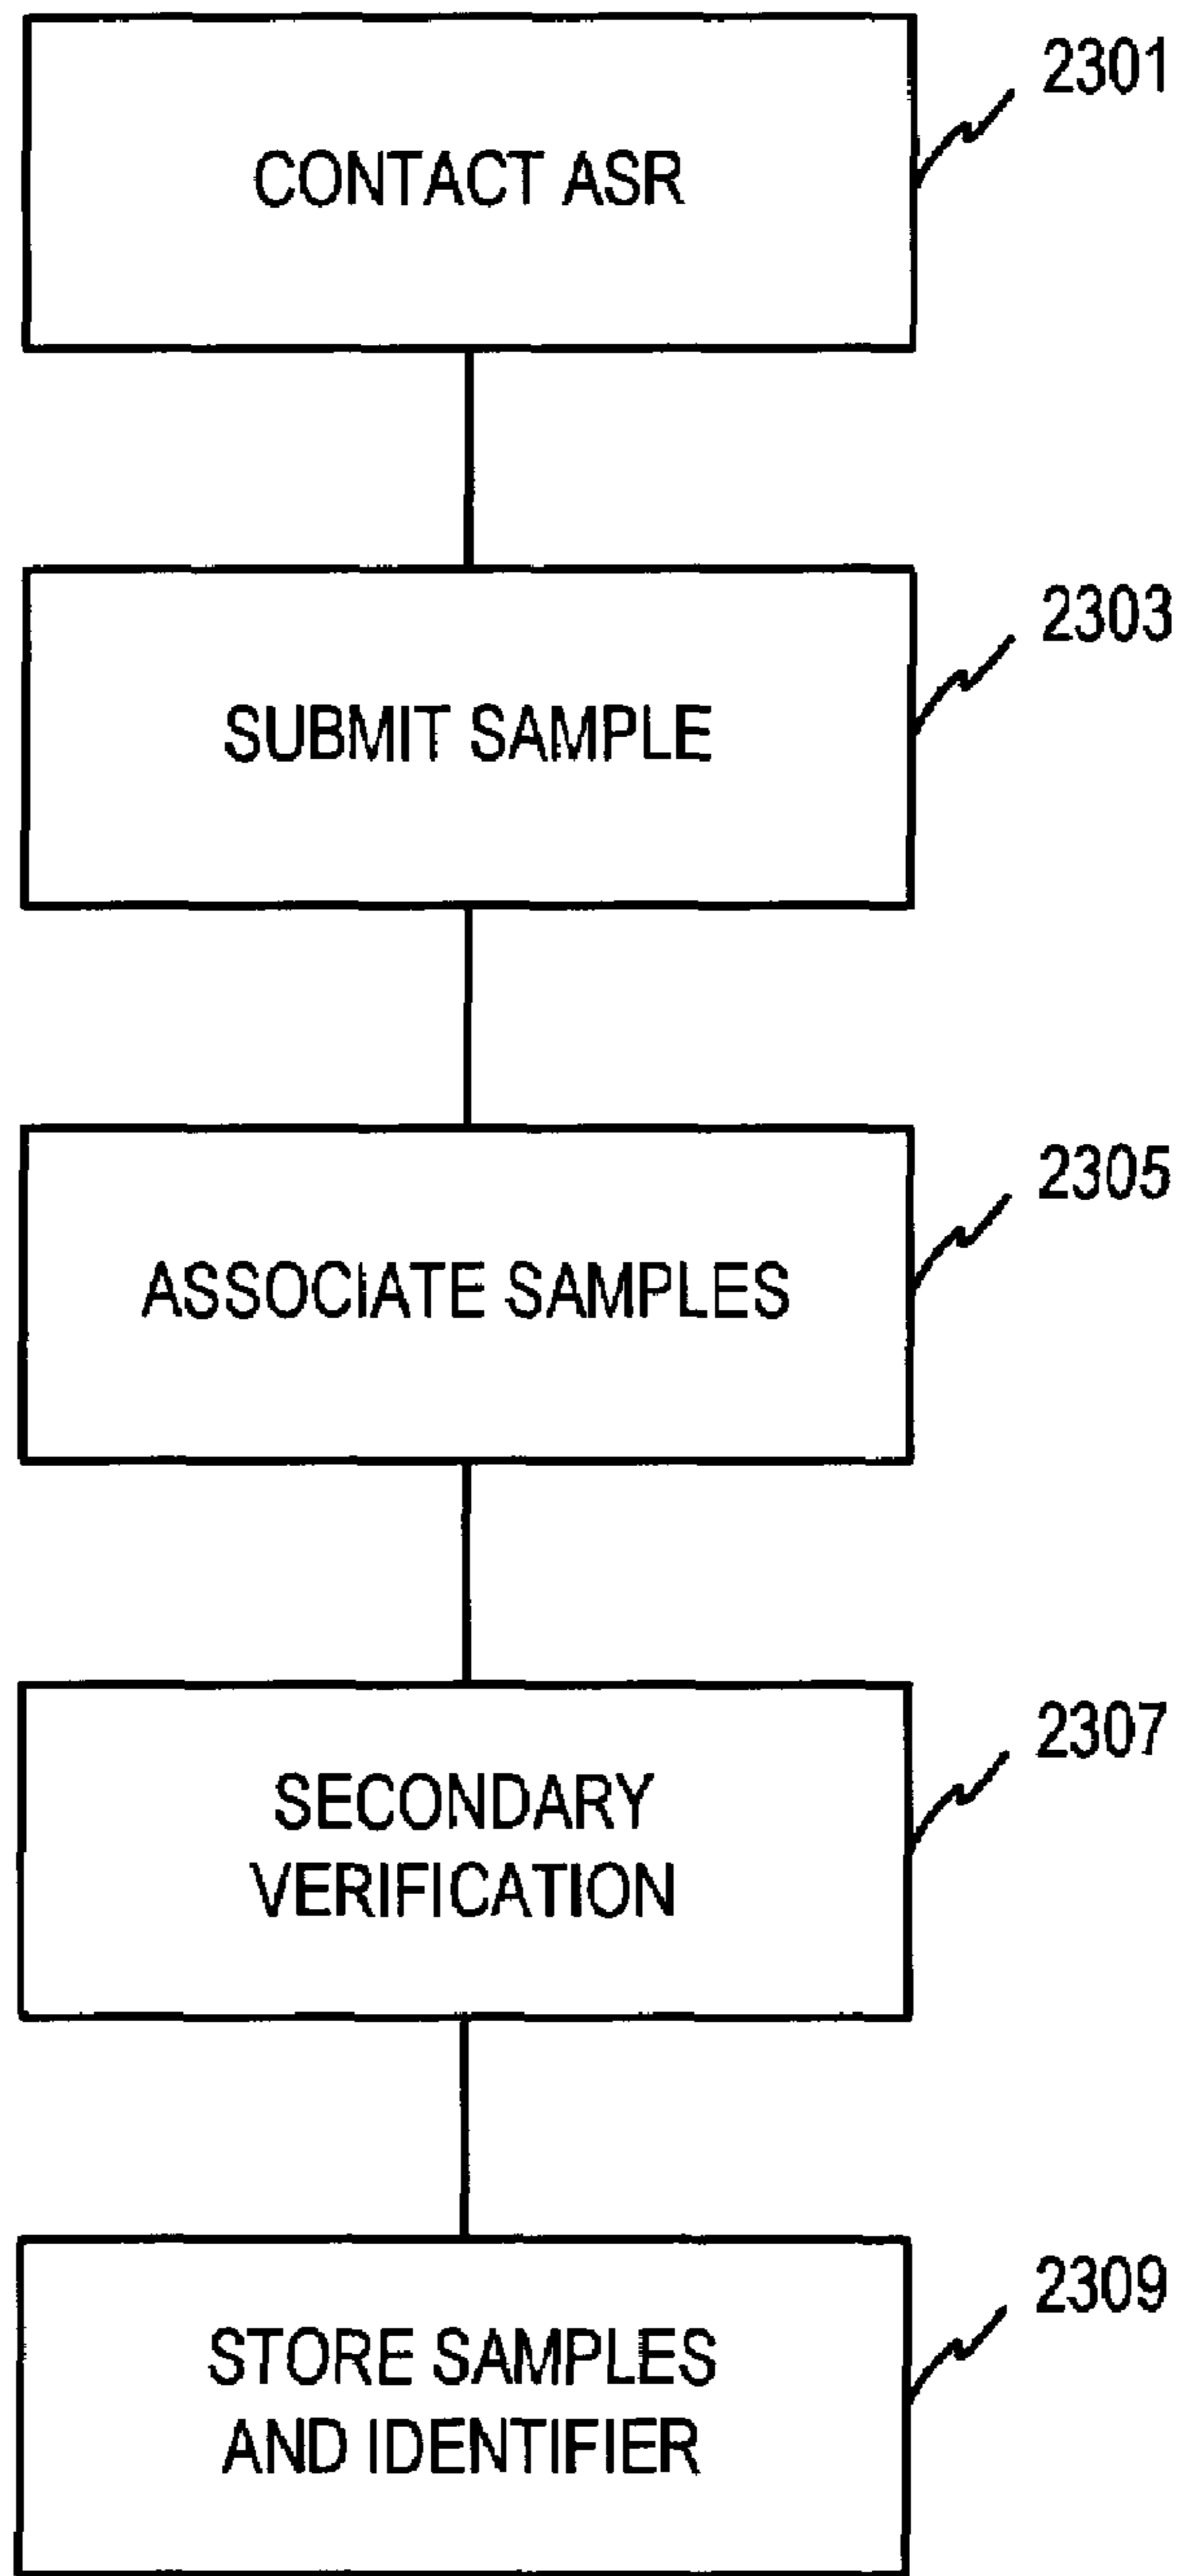 CONTACT ASR
2301
SUBMIT SAMPLE
2303
ASSOCIATE SAMPLES
2305
SECONDARY
VERIFICATION
2307
STORE SAMPLES
AND IDENTIFIER
2309